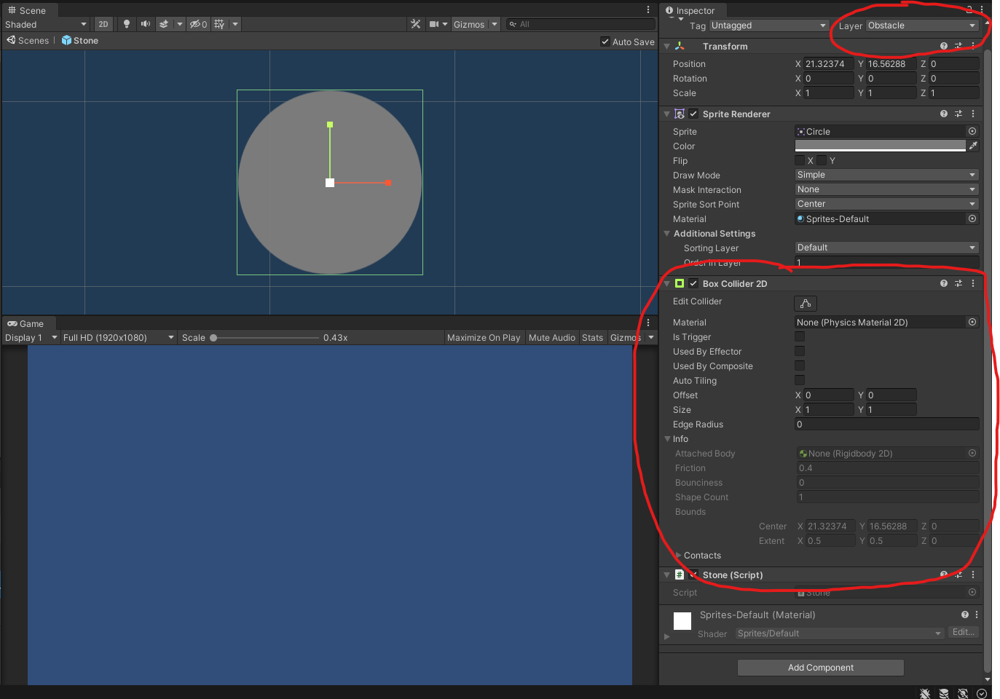 Scene
Shaded 2D 0 Gizmos All
Scenes Stone Auto Save
Game
Display 1 Full HD (1920x1080) Scale 0.43x Maximize On Play Mute Audio Stats Gizmos
Inspector
Tag Untagged Layer Obstacle
Transform
Position X 21.32374 Y 16.56288 Z 0
Rotation X 0 Y 0 Z 0
Scale X 1 Y 1 Z 1
Sprite Renderer
Sprite Circle
Color
Flip X Y
Draw Mode Simple
Mask Interaction None
Sprite Sort Point Center
Material Sprites-Default
Additional Settings
Sorting Layer Default
Order in Layer 1
Box Collider 2D
Edit Collider
Material None (Physics Material 2D)
Is Trigger
Used By Effector
Used By Composite
Auto Tiling
Offset X 0 Y 0
Size X 1 Y 1
Edge Radius 0
Info
Attached Body None (Rigidbody 2D)
Friction 0.4
Bounciness 0
Shape Count 1
Bounds
Center X 21.32374 Y 16.56288 Z 0
Extent X 0.5 Y 0.5 Z 0
Contacts
# Stone (Script)
Script Stone
Sprites-Default (Material)
Shader Sprites/Default Edit...
Add Component